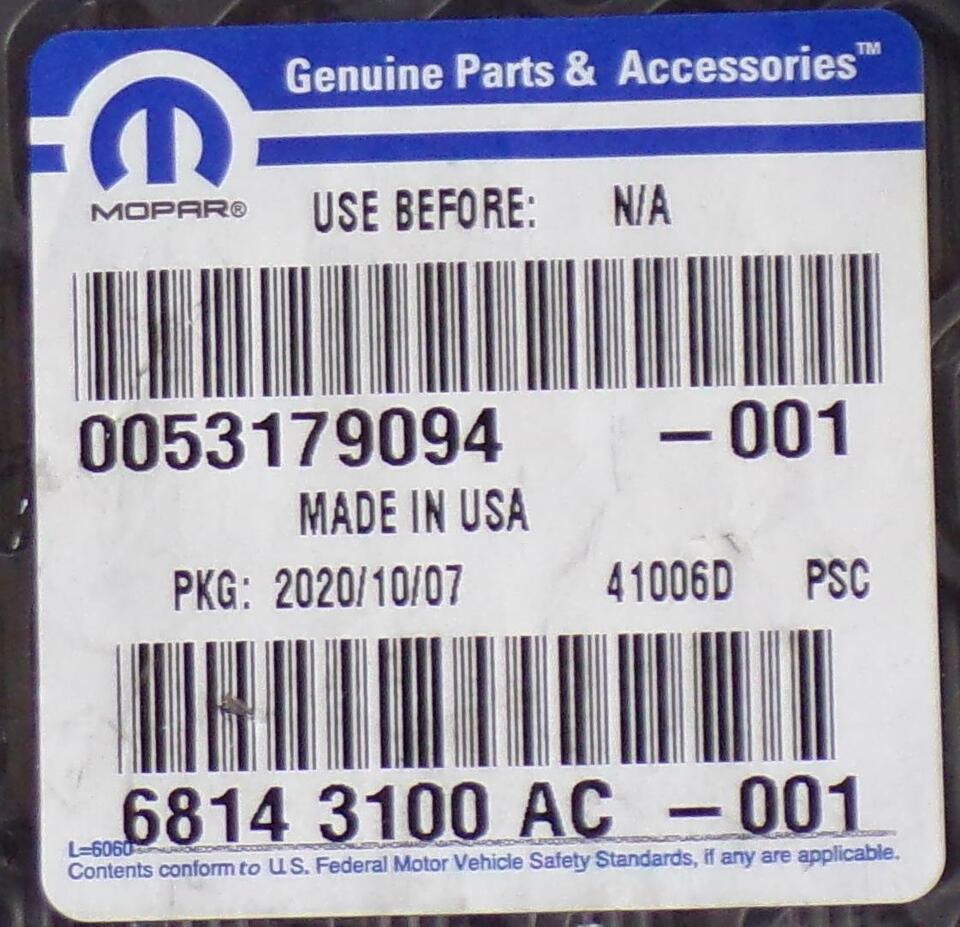 Genuine Parts & Accessories™
MOPAR®
USE BEFORE: N/A
0053179094 -001
MADE IN USA
PKG: 2020/10/07 41006D PSC
6814 3100 AC -001
L=6060
Contents conform to U.S. Federal Motor Vehicle Safety Standards, if any are applicable.